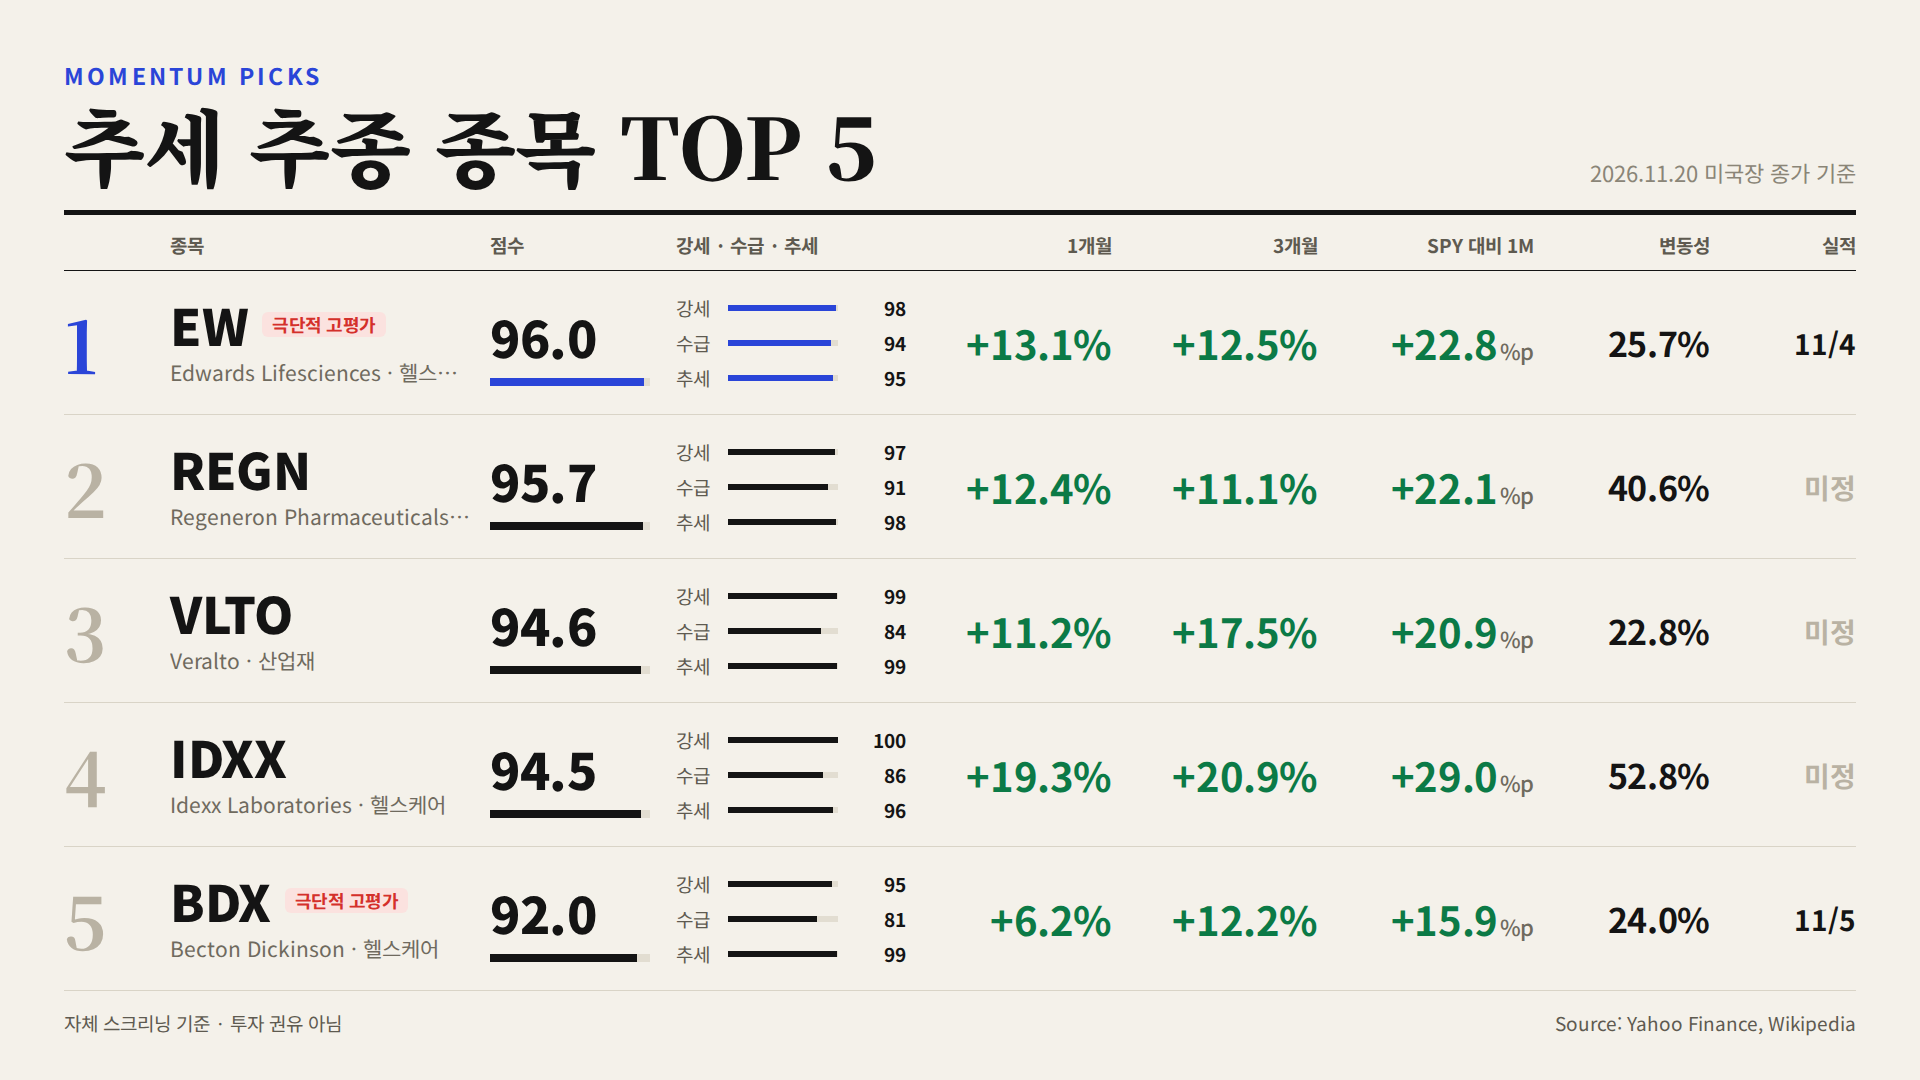 MOMENTUM PICKS
추세 추종 종목 TOP 5
2026.11.20 미국장 종가 기준
종목 점수 강세 · 수급 · 추세 1개월 3개월 SPY 대비 1M 변동성 실적
1
EW 극단적 고평가
Edwards Lifesciences · 헬스…
96.0
강세 98
수급 94
추세 95
+13.1% +12.5% +22.8%p 25.7% 11/4
2
REGN
Regeneron Pharmaceuticals…
95.7
강세 97
수급 91
추세 98
+12.4% +11.1% +22.1%p 40.6% 미정
3
VLTO
Veralto · 산업재
94.6
강세 99
수급 84
추세 99
+11.2% +17.5% +20.9%p 22.8% 미정
4
IDXX
Idexx Laboratories · 헬스케어
94.5
강세 100
수급 86
추세 96
+19.3% +20.9% +29.0%p 52.8% 미정
5
BDX 극단적 고평가
Becton Dickinson · 헬스케어
92.0
강세 95
수급 81
추세 99
+6.2% +12.2% +15.9%p 24.0% 11/5
자체 스크리닝 기준 · 투자 권유 아님
Source: Yahoo Finance, Wikipedia